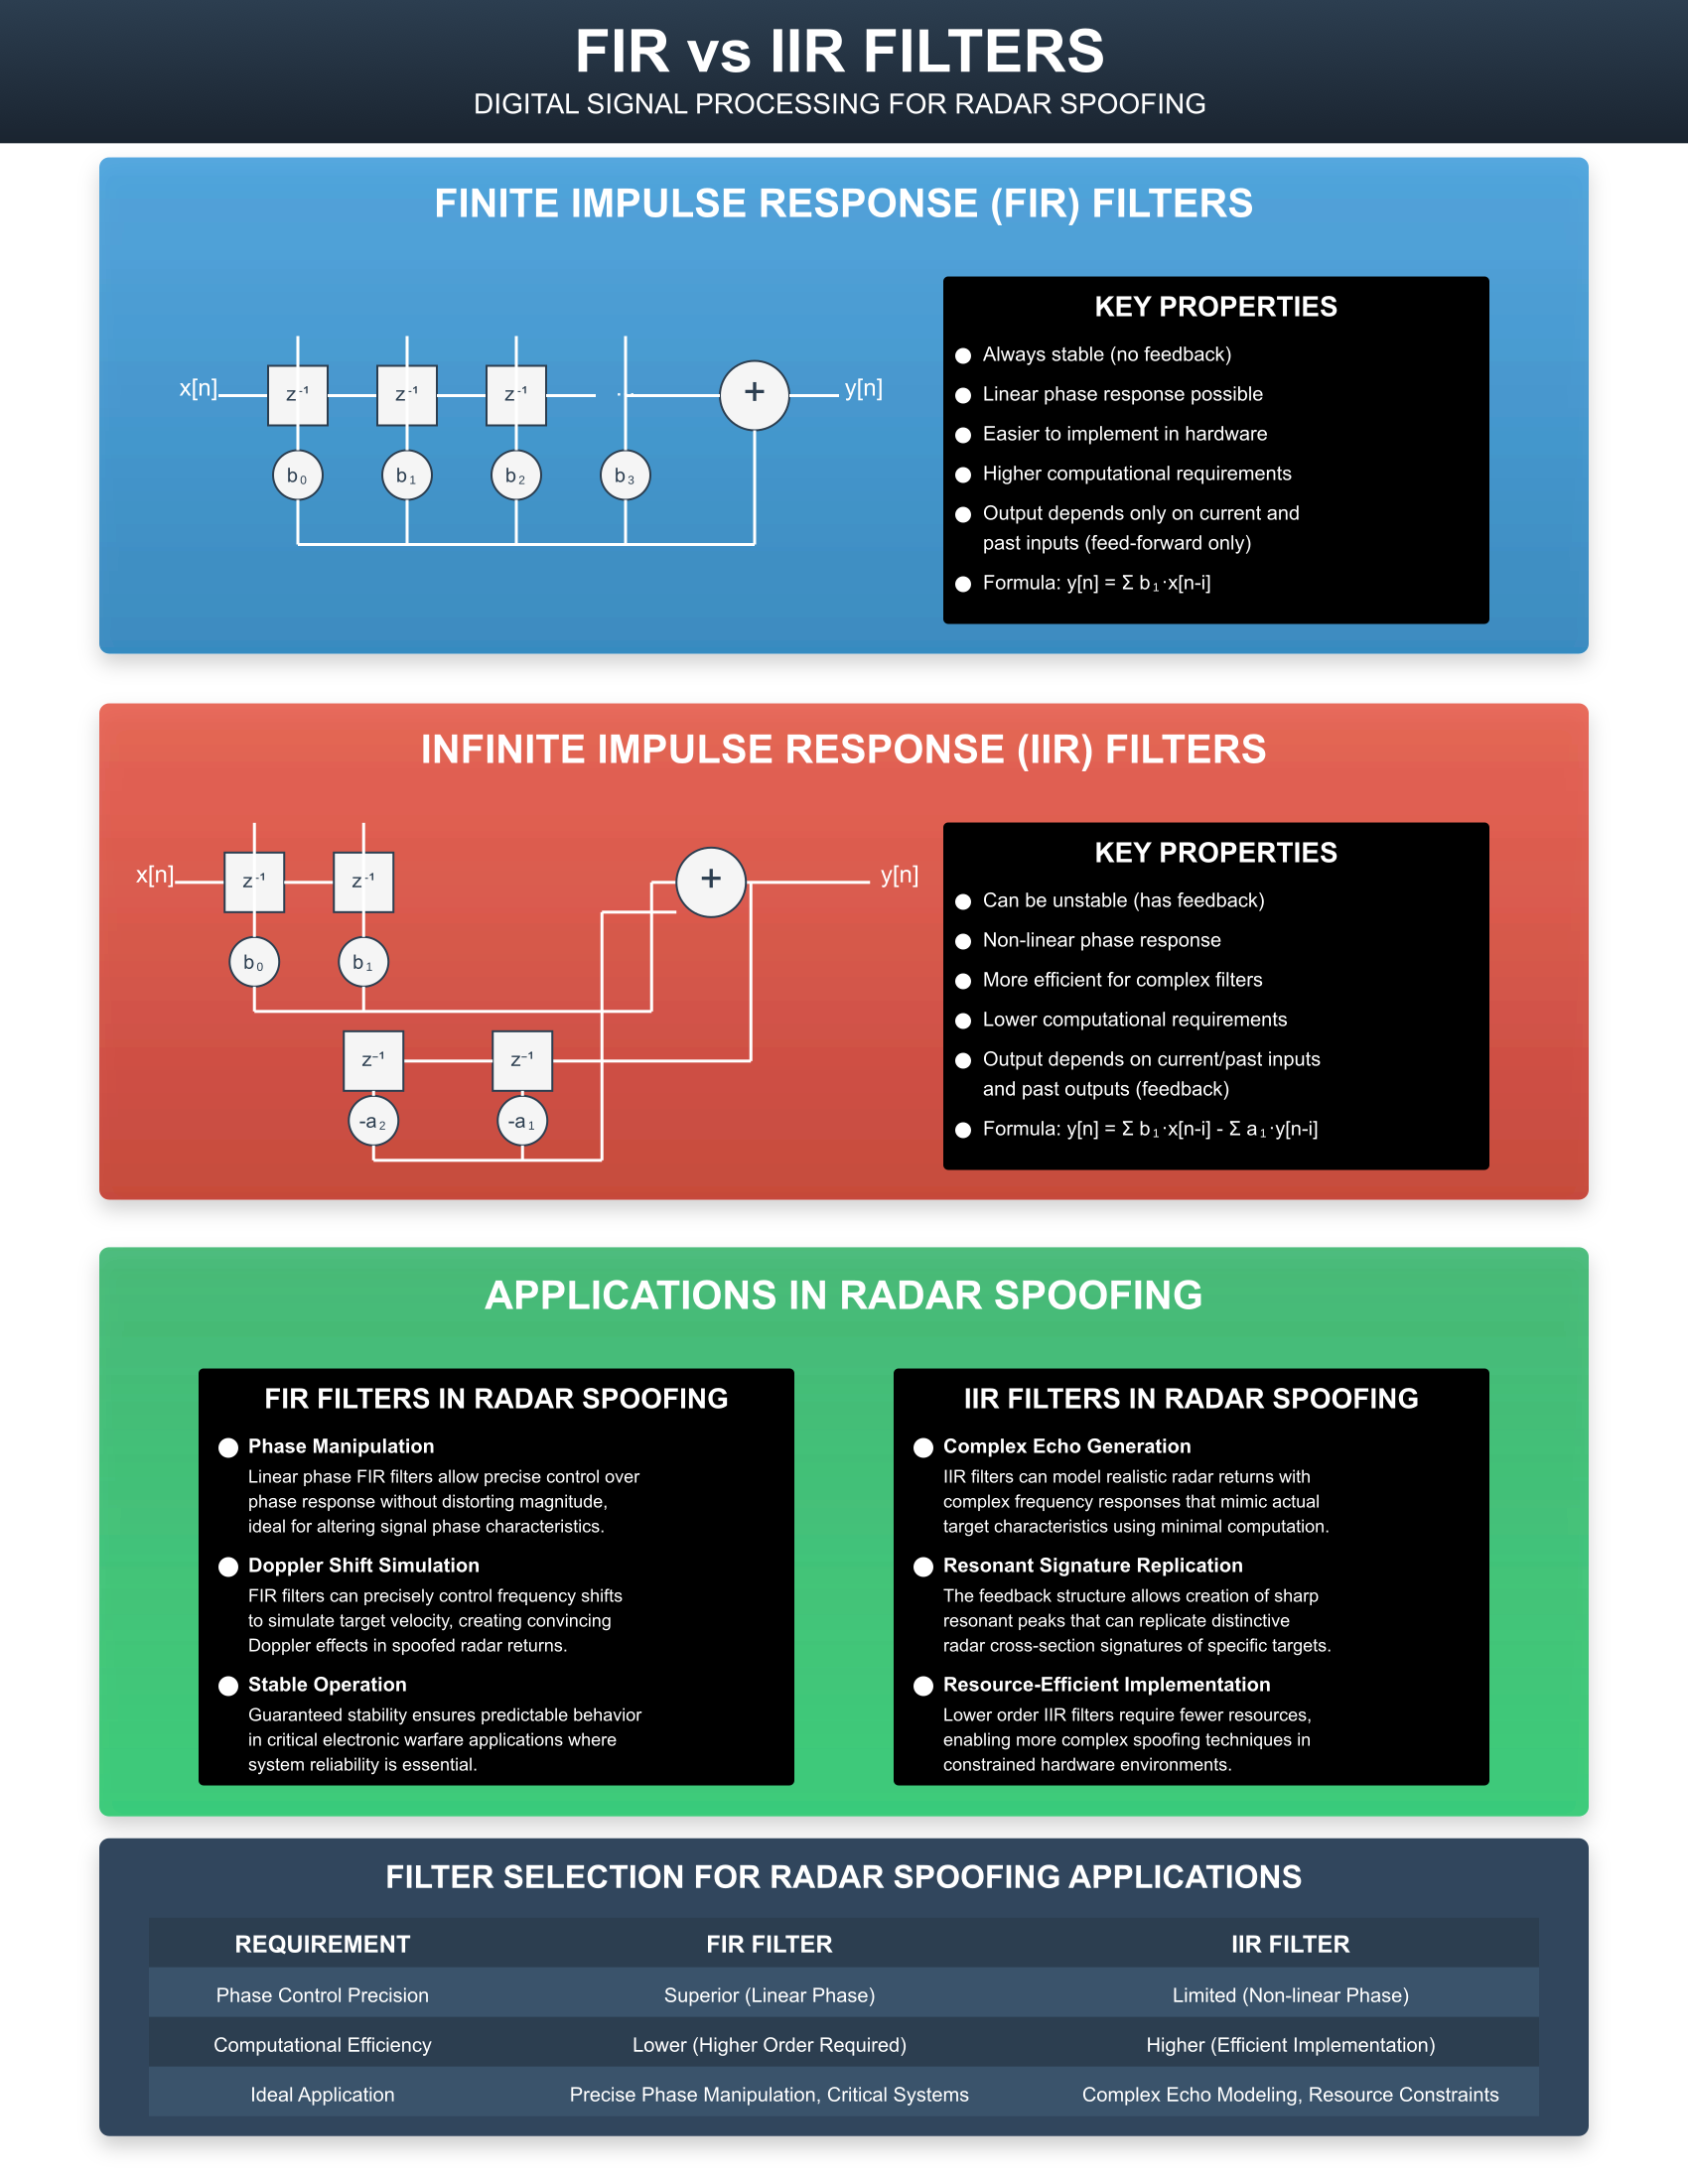 FIR vs IIR FILTERS
DIGITAL SIGNAL PROCESSING FOR RADAR SPOOFING
FINITE IMPULSE RESPONSE (FIR) FILTERS
x[n]
z⁻¹
z⁻¹
z⁻¹
...
+
y[n]
b₀
b₁
b₂
b₃
KEY PROPERTIES
Always stable (no feedback)
Linear phase response possible
Easier to implement in hardware
Higher computational requirements
Output depends only on current and
past inputs (feed-forward only)
Formula: y[n] = Σ b₁·x[n-i]
INFINITE IMPULSE RESPONSE (IIR) FILTERS
x[n]
z⁻¹
z⁻¹
+
y[n]
b₀
b₁
z⁻¹
z⁻¹
-a₂
-a₁
KEY PROPERTIES
Can be unstable (has feedback)
Non-linear phase response
More efficient for complex filters
Lower computational requirements
Output depends on current/past inputs
and past outputs (feedback)
Formula: y[n] = Σ b₁·x[n-i] - Σ a₁·y[n-i]
APPLICATIONS IN RADAR SPOOFING
FIR FILTERS IN RADAR SPOOFING
Phase Manipulation
Linear phase FIR filters allow precise control over
phase response without distorting magnitude,
ideal for altering signal phase characteristics.
Doppler Shift Simulation
FIR filters can precisely control frequency shifts
to simulate target velocity, creating convincing
Doppler effects in spoofed radar returns.
Stable Operation
Guaranteed stability ensures predictable behavior
in critical electronic warfare applications where
system reliability is essential.
IIR FILTERS IN RADAR SPOOFING
Complex Echo Generation
IIR filters can model realistic radar returns with
complex frequency responses that mimic actual
target characteristics using minimal computation.
Resonant Signature Replication
The feedback structure allows creation of sharp
resonant peaks that can replicate distinctive
radar cross-section signatures of specific targets.
Resource-Efficient Implementation
Lower order IIR filters require fewer resources,
enabling more complex spoofing techniques in
constrained hardware environments.
FILTER SELECTION FOR RADAR SPOOFING APPLICATIONS
REQUIREMENT FIR FILTER IIR FILTER
Phase Control Precision Superior (Linear Phase) Limited (Non-linear Phase)
Computational Efficiency Lower (Higher Order Required) Higher (Efficient Implementation)
Ideal Application Precise Phase Manipulation, Critical Systems Complex Echo Modeling, Resource Constraints